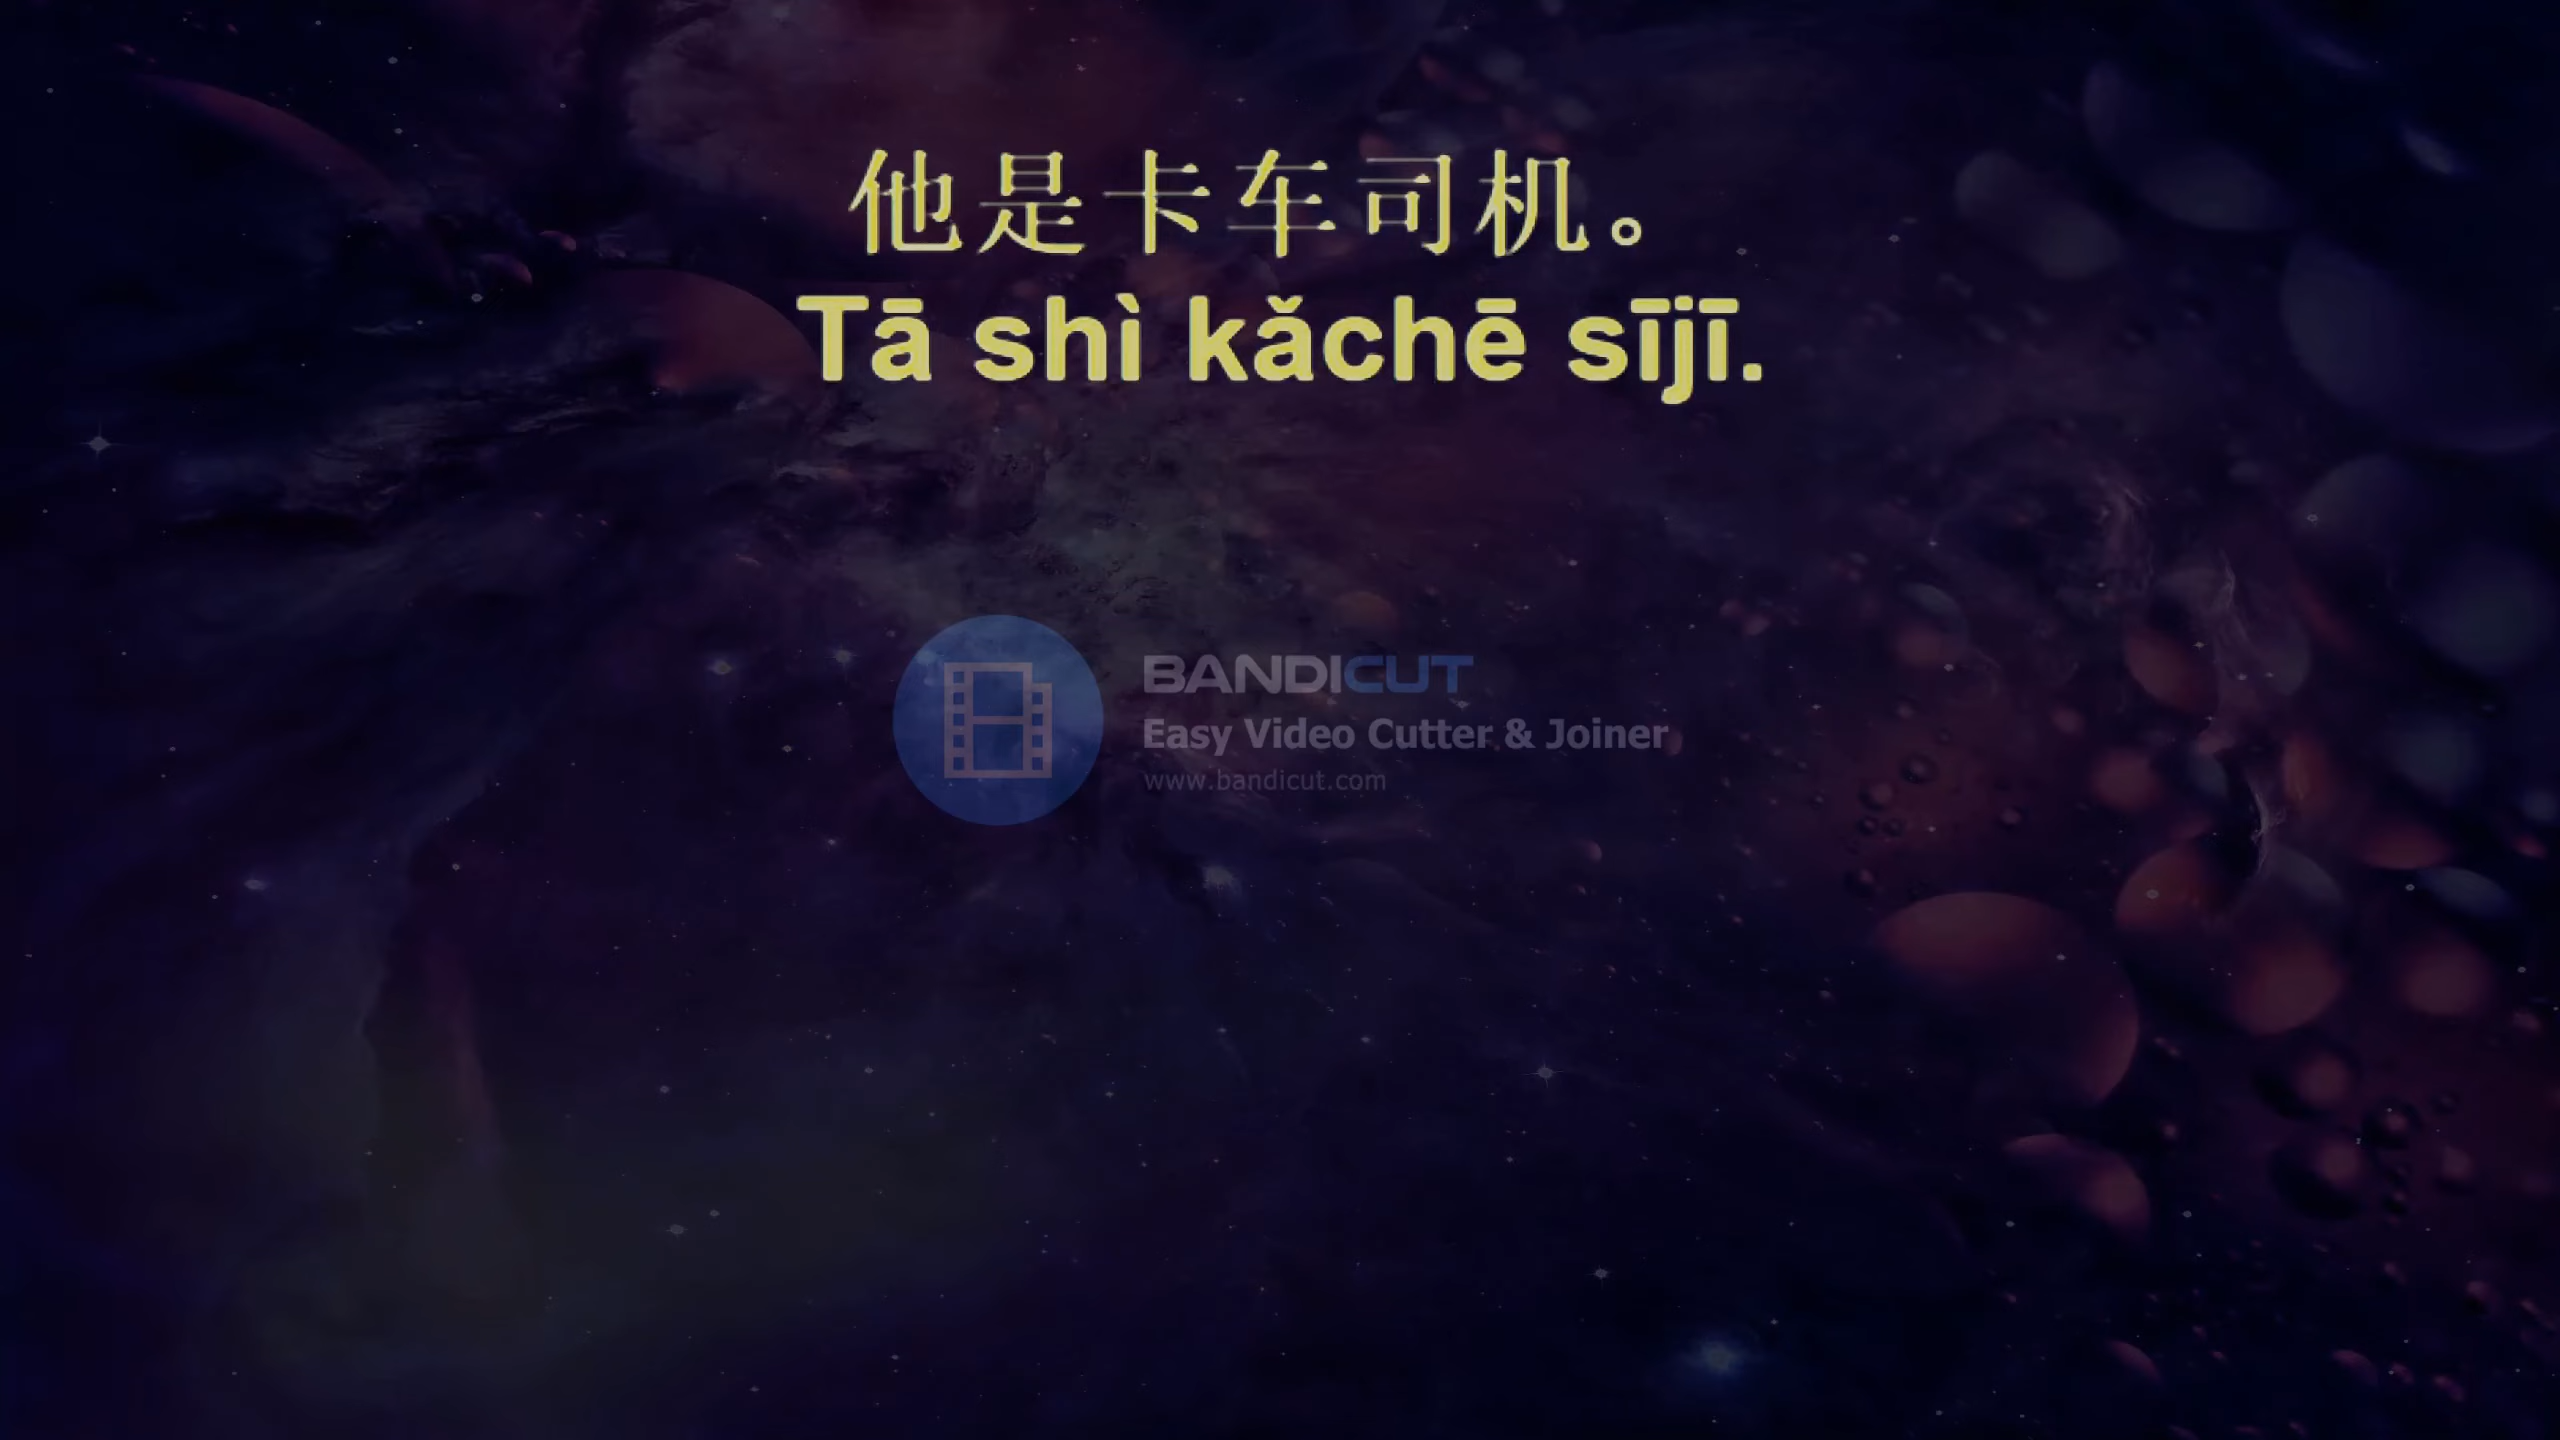 他是卡车司机。
Tā shì kǎchē sījī.
BANDICUT
Easy Video Cutter & Joiner
www.bandicut.com